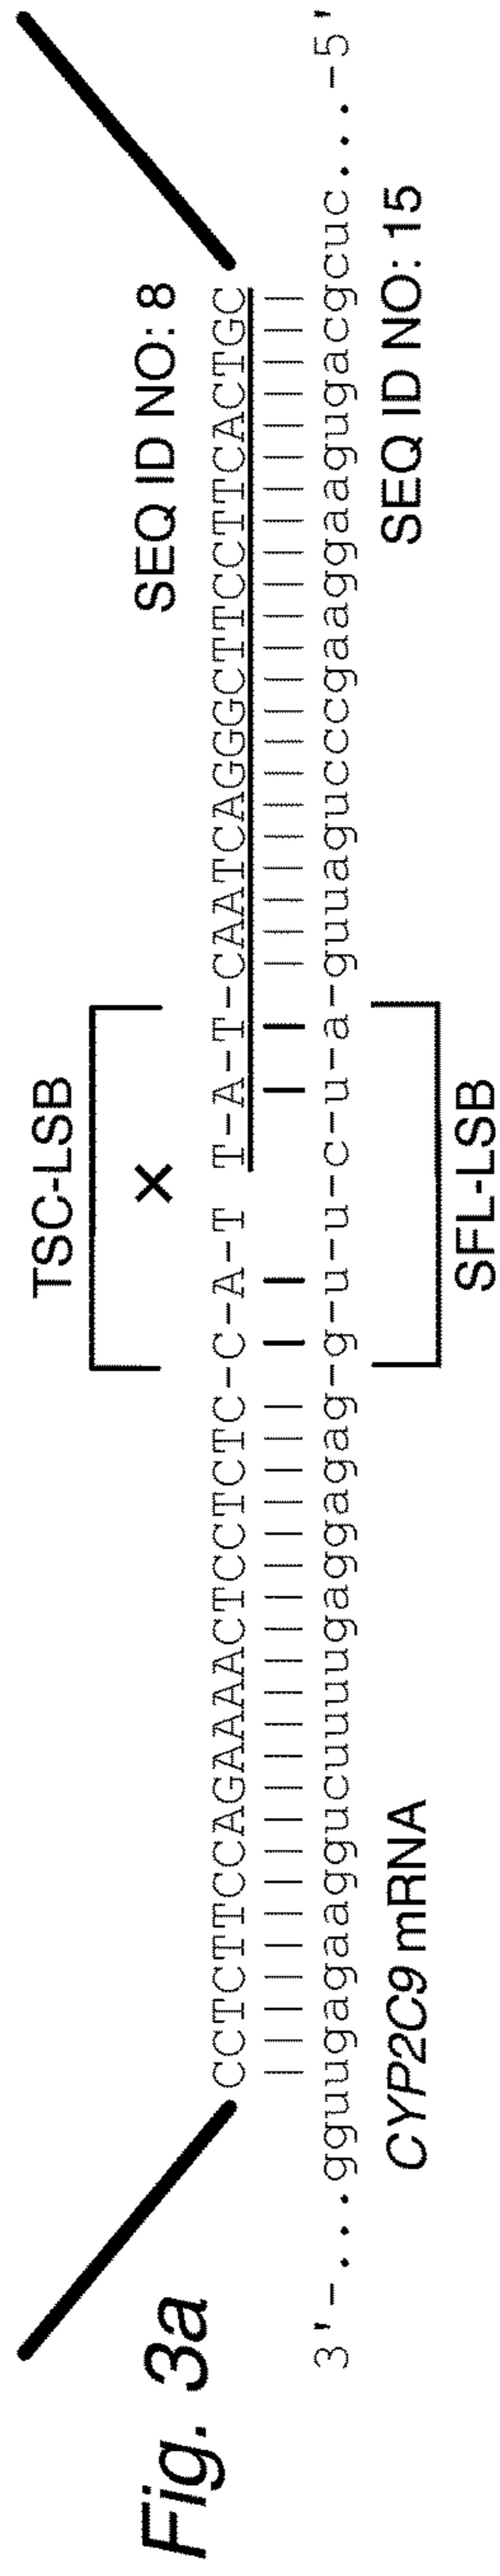 Fig. 3a
TSC-LSB
SEQ ID NO: 8
×
CCTCTTCCAGAAAACTCCTCTC-C-A-T T-A-T-CAATCAGGGCTTCCTTCACTGC
3'-...gguugagaaggucuuuugaggagag-g-u-u-c-u-a-guuagucccgaaggaagugacgcuc...-5'
CYP2C9 mRNA
SFL-LSB
SEQ ID NO: 15